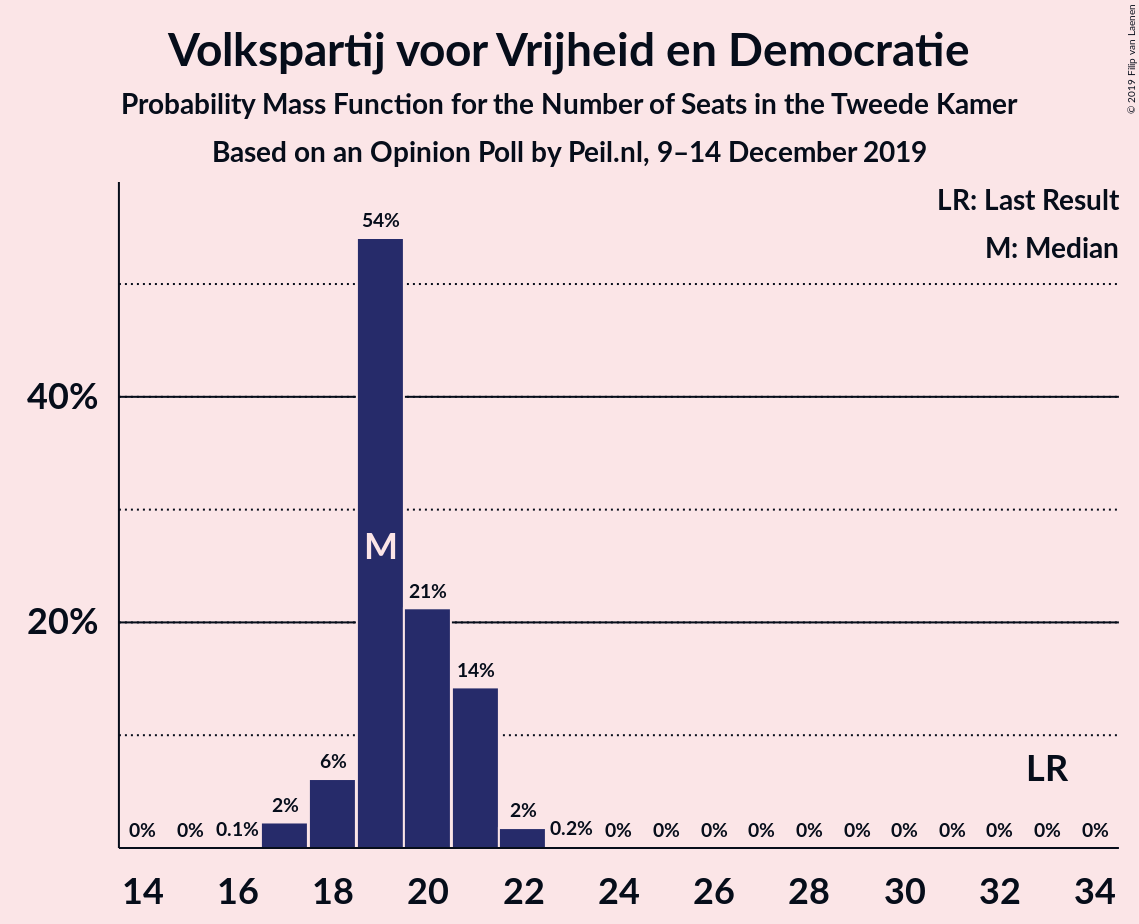 Volkspartij voor Vrijheid en Democratie
Probability Mass Function for the Number of Seats in the Tweede Kamer
Based on an Opinion Poll by Peil.nl, 9–14 December 2019
© 2019 Filip van Laenen
LR: Last Result
M: Median
54%
40%
M
21%
20%
14%
6%
LR
2%
2%
0% 0% 0.1% 0.2% 0% 0% 0% 0% 0% 0% 0% 0% 0% 0% 0%
14 16 18 20 22 24 26 28 30 32 34